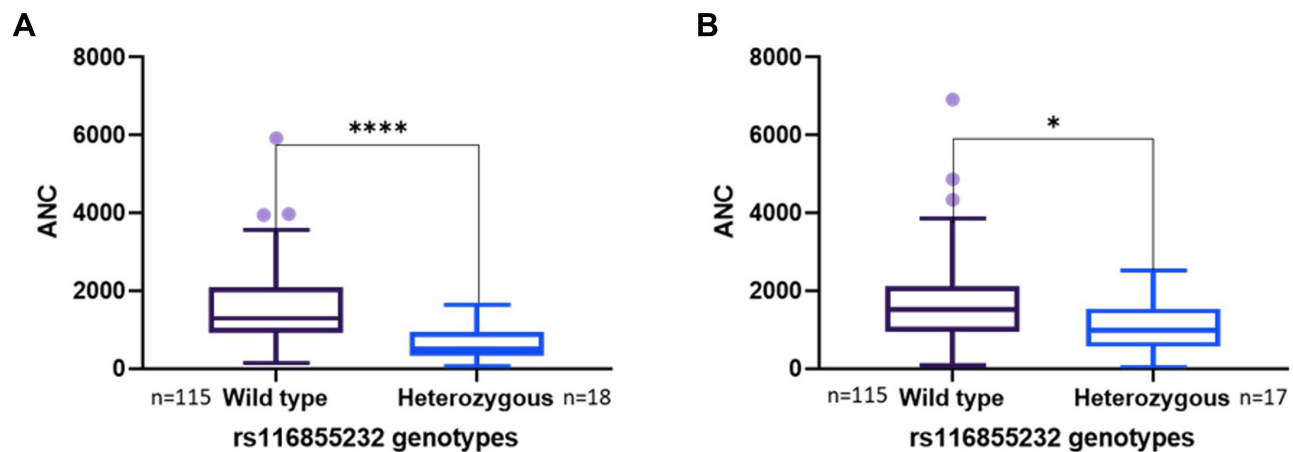 A
B
8000
6000
4000
2000
0
ANC
****
n=115 Wild type Heterozygous n=18
rs116855232 genotypes
8000
6000
4000
2000
0
ANC
*
n=115 Wild type Heterozygous n=17
rs116855232 genotypes